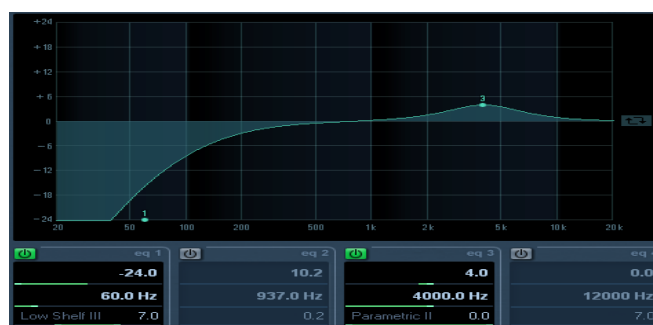 +24
+18
+12
+6
0
-6
-12
-18
-24
3
1
20 50 100 200 500 1k 2k 5k 10k 20k
eq 1 eq 2 eq 3 eq
-24.0 10.2 4.0 0.0
60.0 Hz 937.0 Hz 4000.0 Hz 12000 Hz
Low Shelf III 7.0 0.2 Parametric II 0.0 7.0